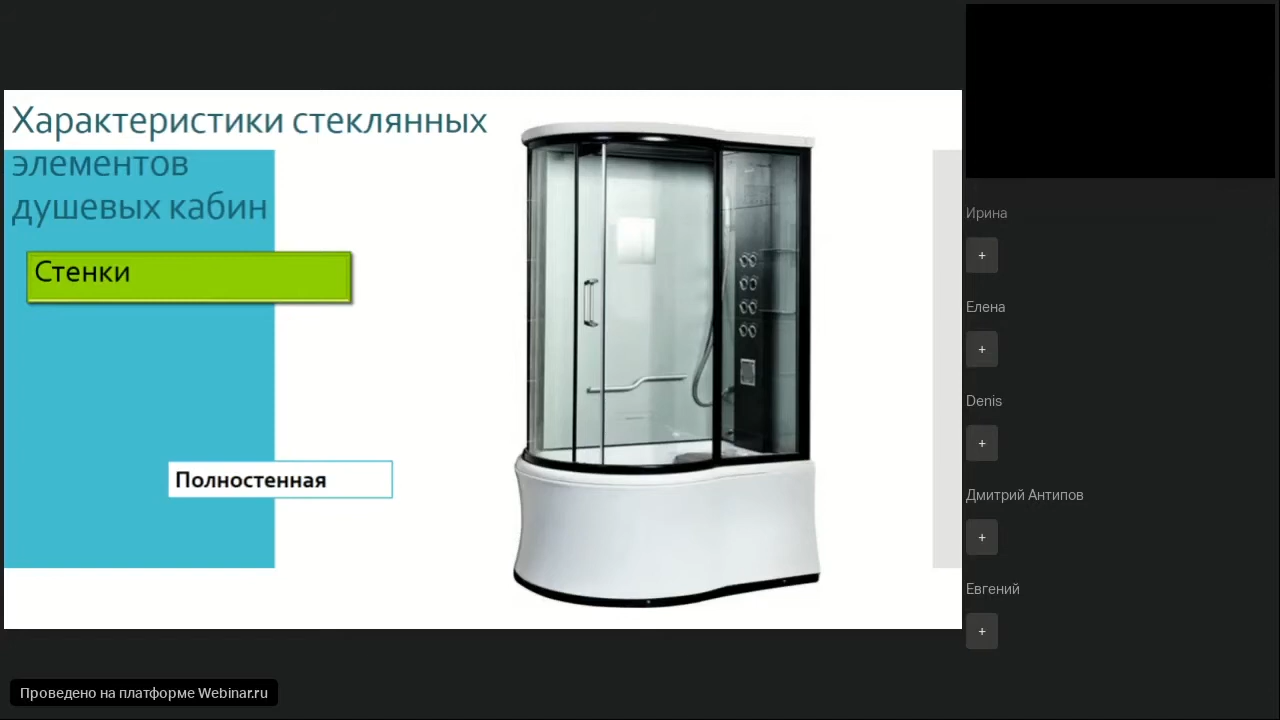 Характеристики стеклянных
элементов
душевых кабин
Стенки
Полностенная
Ирина
+
Елена
+
Denis
+
Дмитрий Антипов
+
Евгений
+
Проведено на платформе Webinar.ru